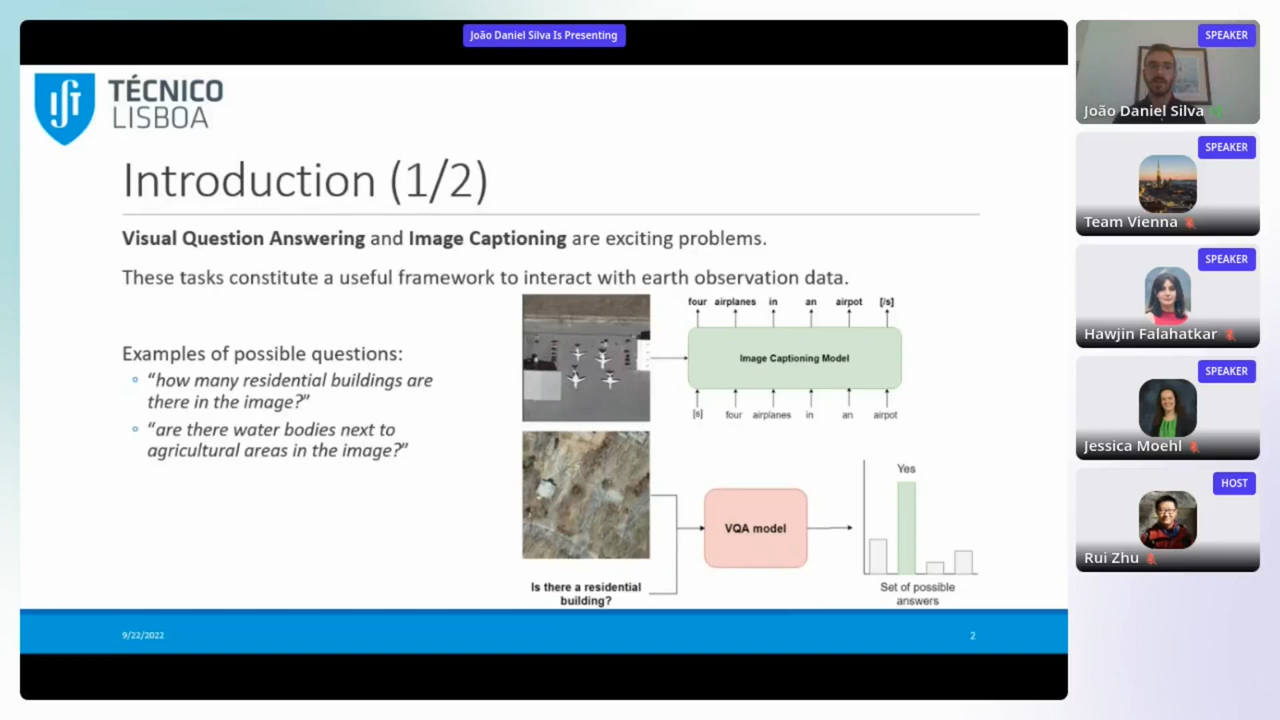 João Daniel Silva Is Presenting
TÉCNICO
LISBOA
Introduction (1/2)
Visual Question Answering and Image Captioning are exciting problems.
These tasks constitute a useful framework to interact with earth observation data.
Examples of possible questions:
“how many residential buildings are
there in the image?”
“are there water bodies next to
agricultural areas in the image?”
four airplanes in an airpot [/s]
Image Captioning Model
[s] four airplanes in an airpot
Is there a residential
building?
VQA model
Yes
Set of possible
answers
9/22/2022
2
SPEAKER
João Daniel Silva
SPEAKER
Team Vienna
SPEAKER
Hawjin Falahatkar
SPEAKER
Jessica Moehl
HOST
Rui Zhu